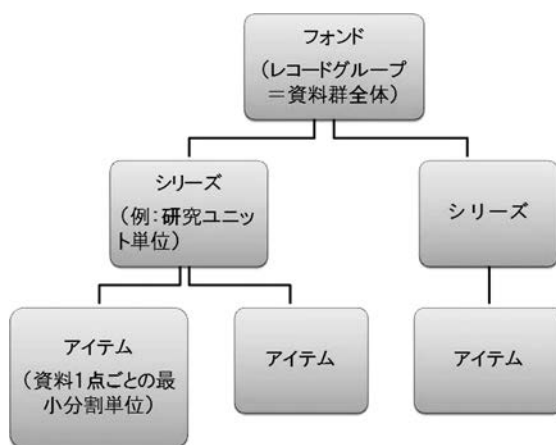 フォンド
（レコードグループ
＝資料群全体）
シリーズ
（例：研究ユニッ
ト単位）
シリーズ
アイテム
（資料1点ごとの最
小分割単位）
アイテム
アイテム